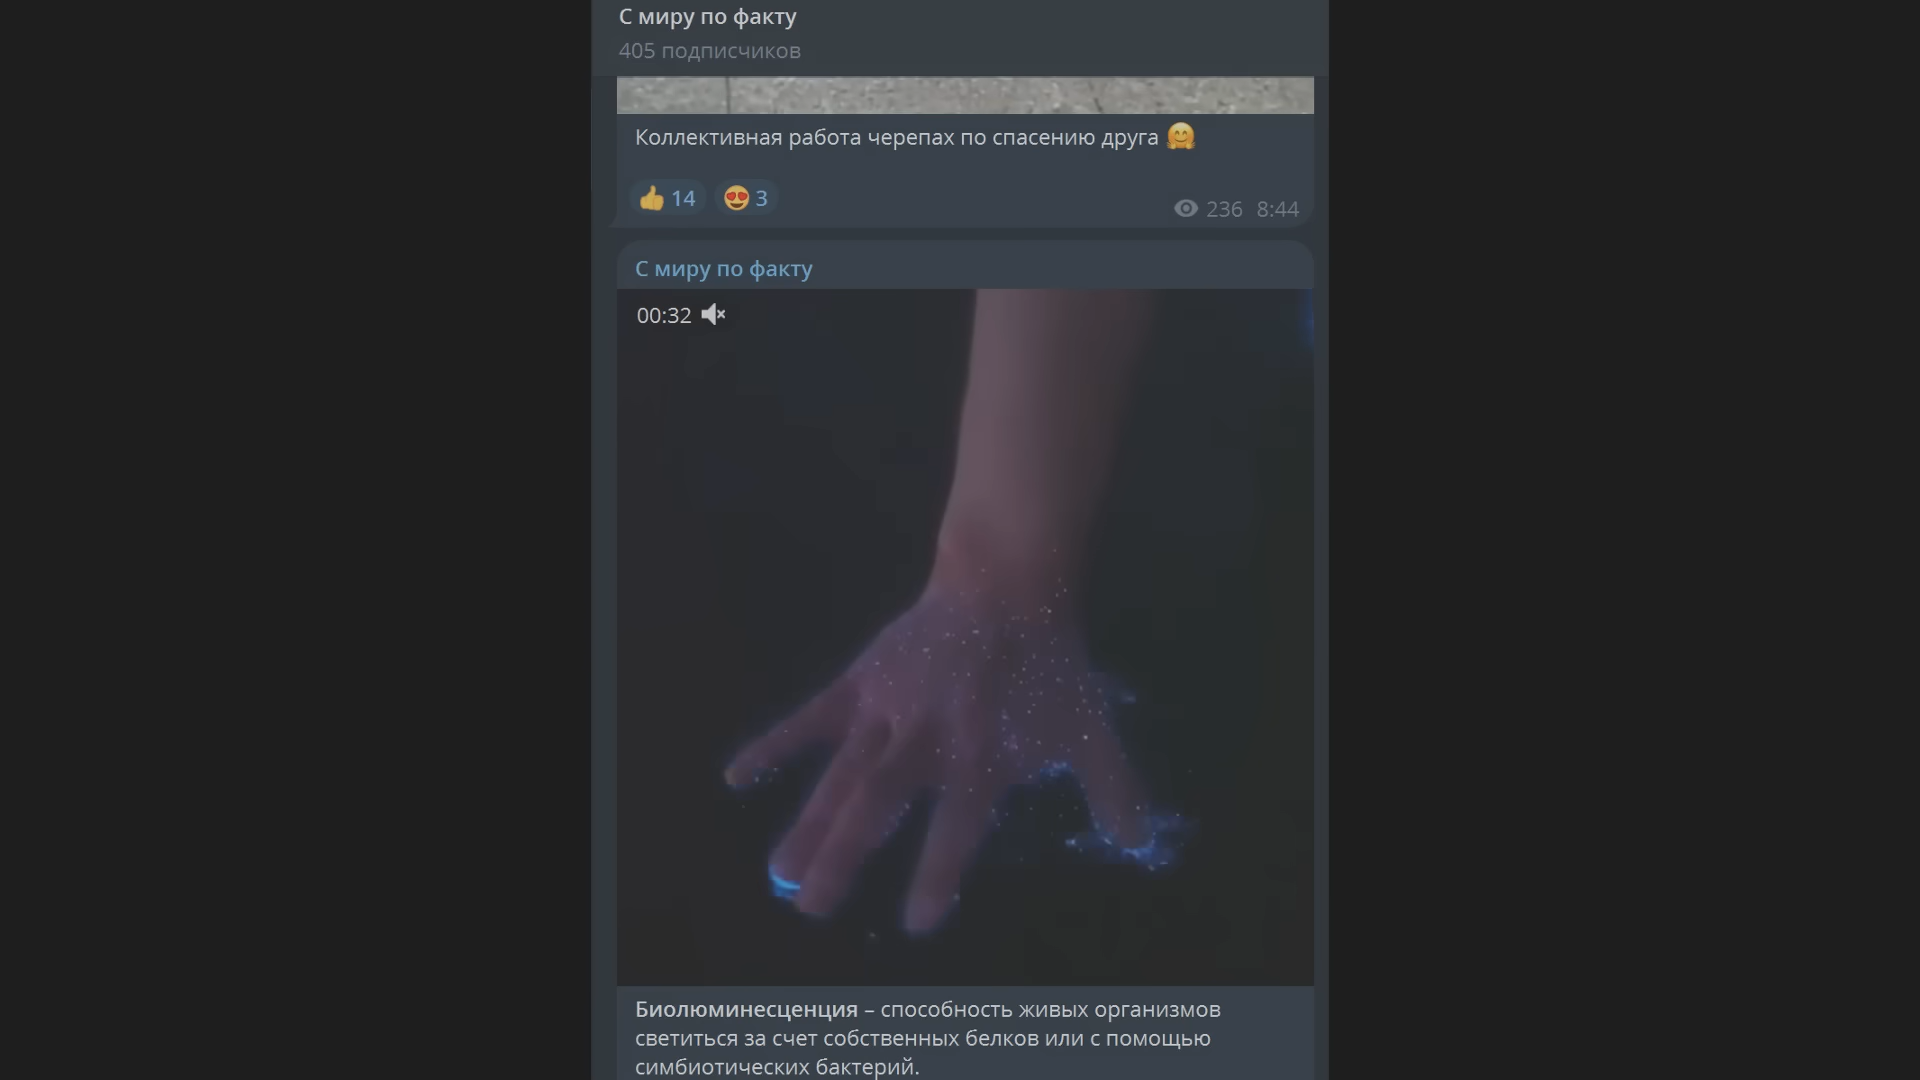 С миру по факту
405 подписчиков
Коллективная работа черепах по спасению друга 🤗
👍 14 😍 3
236 8:44
С миру по факту
00:32
Биолюминесценция – способность живых организмов
светиться за счет собственных белков или с помощью
симбиотических бактерий.